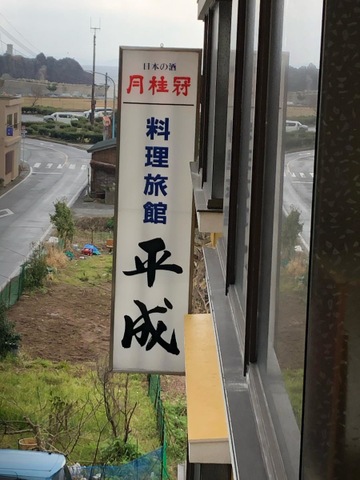 日本の酒
月桂冠
料理旅館
平成